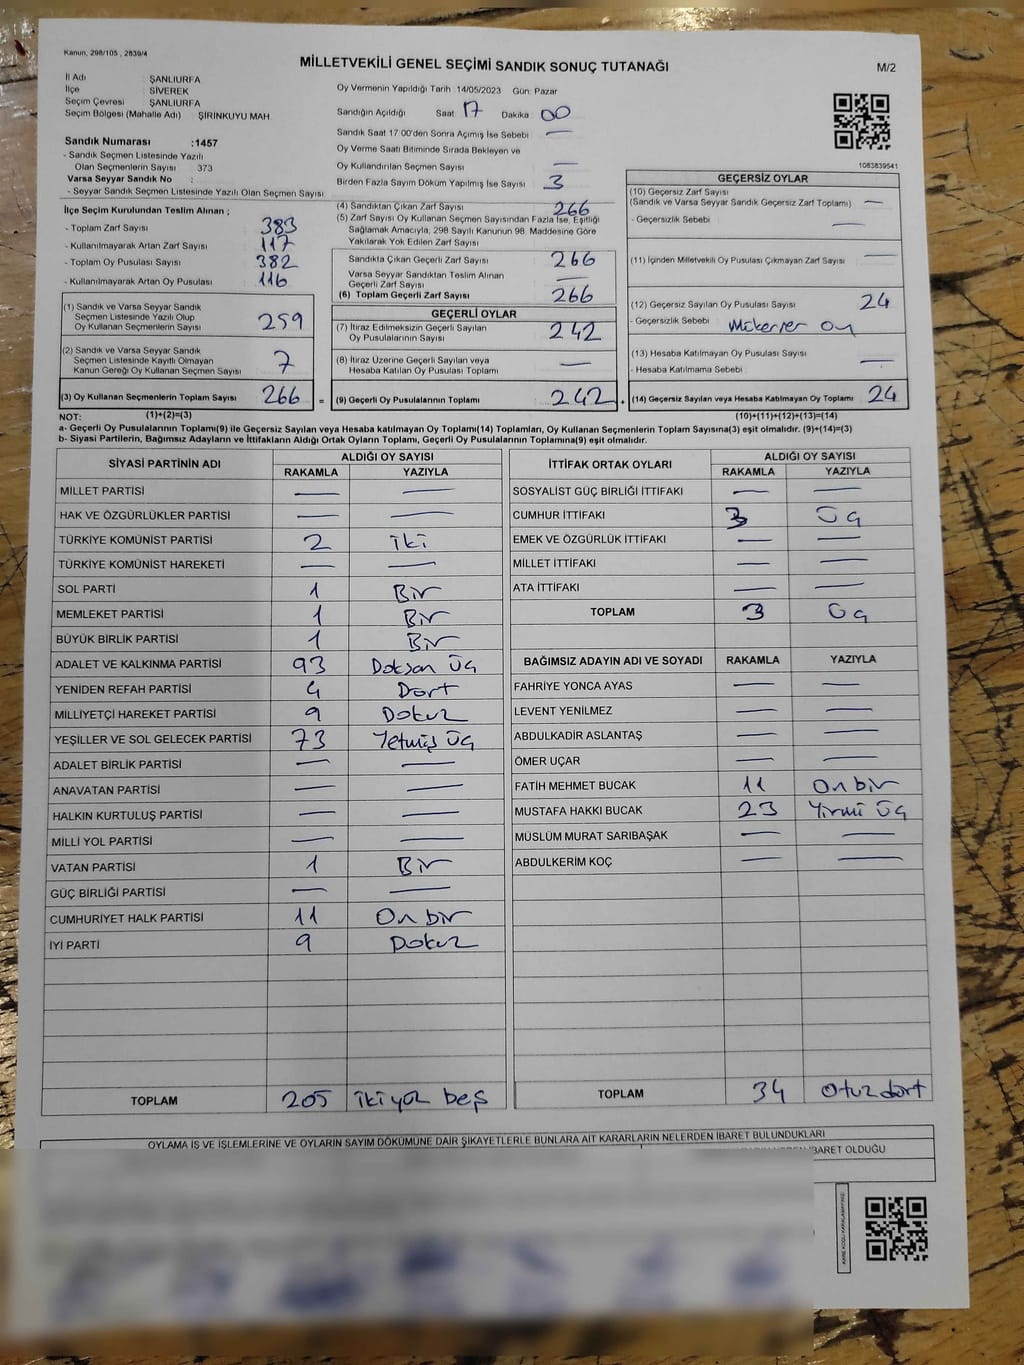 Kanun, 298/105 , 2839/4
MİLLETVEKİLİ GENEL SEÇİMİ SANDIK SONUÇ TUTANAĞI
M/2
İl Adı : ŞANLIURFA
İlçe : SİVEREK
Seçim Çevresi : ŞANLIURFA
Seçim Bölgesi (Mahalle Adı) : ŞİRİNKUYU MAH.
Sandık Numarası :1457
- Sandık Seçmen Listesinde Yazılı
Olan Seçmenlerin Sayısı : 373
Varsa Seyyar Sandık No :
- Seyyar Sandık Seçmen Listesinde Yazılı Olan Seçmen Sayısı
Oy Vermenin Yapıldığı Tarih 14/05/2023 Gün: Pazar
Sandığın Açıldığı Saat 17 Dakika 00
Sandık Saat 17:00'den Sonra Açımış İse Sebebi —
Oy Verme Saati Bitiminde Sırada Bekleyen ve
Oy Kullandırılan Seçmen Sayısı —
Birden Fazla Sayım Döküm Yapılmış İse Sayısı 3
1083839541
İlçe Seçim Kurulundan Teslim Alınan ;
- Toplam Zarf Sayısı 383
- Kullanılmayarak Artan Zarf Sayısı 117
- Toplam Oy Pusulası Sayısı 382
- Kullanılmayarak Artan Oy Pusulası 116
(4) Sandıktan Çıkan Zarf Sayısı 266
(5) Zarf Sayısı Oy Kullanan Seçmen Sayısından Fazla İse, Eşitliği
Sağlamak Amacıyla, 298 Sayılı Kanunun 98. Maddesine Göre
Yakılarak Yok Edilen Zarf Sayısı
Sandıkta Çıkan Geçerli Zarf Sayısı 266
Varsa Seyyar Sandıktan Teslim Alınan
Geçerli Zarf Sayısı —
(6) Toplam Geçerli Zarf Sayısı 266
GEÇERSİZ OYLAR
(10) Geçersiz Zarf Sayısı
(Sandık ve Varsa Seyyar Sandık Geçersiz Zarf Toplamı) —
- Geçersizlik Sebebi —
(11) İçinden Milletvekili Oy Pusulası Çıkmayan Zarf Sayısı —
(12) Geçersiz Sayılan Oy Pusulası Sayısı 24
- Geçersizlik Sebebi Mükerrer oy
(13) Hesaba Katılmayan Oy Pusulası Sayısı —
- Hesaba Katılmama Sebebi
(14) Geçersiz Sayılan veya Hesaba Katılmayan Oy Toplamı 24
(1) Sandık ve Varsa Seyyar Sandık
Seçmen Listesinde Yazılı Olup
Oy Kullanan Seçmenlerin Sayısı 259
(2) Sandık ve Varsa Seyyar Sandık
Seçmen Listesinde Kayıtlı Olmayan
Kanun Gereği Oy Kullanan Seçmen Sayısı 7
(3) Oy Kullanan Seçmenlerin Toplam Sayısı 266 =
GEÇERLİ OYLAR
(7) İtiraz Edilmeksizin Geçerli Sayılan
Oy Pusulalarının Sayısı 242
(8) İtiraz Üzerine Geçerli Sayılan veya
Hesaba Katılan Oy Pusulası Toplamı —
(9) Geçerli Oy Pusulalarının Toplamı 242 +
NOT: (1)+(2)=(3)
(10)+(11)+(12)+(13)=(14)
a- Geçerli Oy Pusulalarının Toplamı(9) ile Geçersiz Sayılan veya Hesaba Katılmayan Oy Toplamı(14) Toplamları, Oy Kullanan Seçmenlerin Toplam Sayısına(3) eşit olmalıdır. (9)+(14)=(3)
b- Siyasi Partilerin, Bağımsız Adayların ve İttifakların Aldığı Ortak Oyların Toplamı, Geçerli Oy Pusulalarının Toplamına(9) eşit olmalıdır.
SİYASİ PARTİNİN ADI ALDIĞI OY SAYISI
RAKAMLA YAZIYLA
MİLLET PARTİSİ — —
HAK VE ÖZGÜRLÜKLER PARTİSİ — —
TÜRKİYE KOMÜNİST PARTİSİ 2 iki
TÜRKİYE KOMÜNİST HAREKETİ — —
SOL PARTİ 1 Bir
MEMLEKET PARTİSİ 1 Bir
BÜYÜK BİRLİK PARTİSİ 1 Bir
ADALET VE KALKINMA PARTİSİ 93 Doksan Üç
YENİDEN REFAH PARTİSİ 4 Dört
MİLLİYETÇİ HAREKET PARTİSİ 9 Dokuz
YEŞİLLER VE SOL GELECEK PARTİSİ 73 Yetmiş Üç
ADALET BİRLİK PARTİSİ — —
ANAVATAN PARTİSİ — —
HALKIN KURTULUŞ PARTİSİ — —
MİLLİ YOL PARTİSİ — —
VATAN PARTİSİ 1 Bir
GÜÇ BİRLİĞİ PARTİSİ — —
CUMHURİYET HALK PARTİSİ 11 On bir
İYİ PARTİ 9 Dokuz
TOPLAM 205 iki yüz beş
İTTİFAK ORTAK OYLARI ALDIĞI OY SAYISI
RAKAMLA YAZIYLA
SOSYALİST GÜÇ BİRLİĞİ İTTİFAKI — —
CUMHUR İTTİFAKI 3 Üç
EMEK VE ÖZGÜRLÜK İTTİFAKI — —
MİLLET İTTİFAKI — —
ATA İTTİFAKI — —
TOPLAM 3 Üç
BAĞIMSIZ ADAYIN ADI VE SOYADI RAKAMLA YAZIYLA
FAHRİYE YONCA AYAS — —
LEVENT YENİLMEZ — —
ABDULKADİR ASLANTAŞ — —
ÖMER UÇAR — —
FATİH MEHMET BUCAK 11 On bir
MUSTAFA HAKKI BUCAK 23 Yirmi Üç
MÜSLÜM MURAT SARIBAŞAK — —
ABDULKERİM KOÇ — —
TOPLAM 34 Otuz dört
OYLAMA İŞ VE İŞLEMLERİNE VE OYLARIN SAYIM DÖKÜMÜNE DAİR ŞİKAYETLERLE BUNLARA AİT KARARLARIN NELERDEN İBARET BULUNDUKLARI
İBARET OLDUĞU